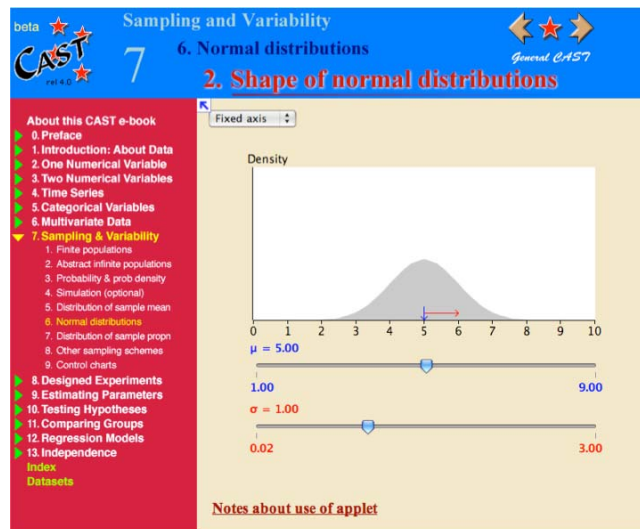 beta
CAST
rel 4.0
Sampling and Variability
7
6. Normal distributions
2. Shape of normal distributions
General CAST
About this CAST e-book
0. Preface
1. Introduction: About Data
2. One Numerical Variable
3. Two Numerical Variables
4. Time Series
5. Categorical Variables
6. Multivariate Data
7. Sampling & Variability
1. Finite populations
2. Abstract infinite populations
3. Probability & prob density
4. Simulation (optional)
5. Distribution of sample mean
6. Normal distributions
7. Distribution of sample propn
8. Other sampling schemes
9. Control charts
8. Designed Experiments
9. Estimating Parameters
10. Testing Hypotheses
11. Comparing Groups
12. Regression Models
13. Independence
Index
Datasets
Fixed axis
Density
0 1 2 3 4 5 6 7 8 9 10
μ = 5.00
1.00 9.00
σ = 1.00
0.02 3.00
Notes about use of applet